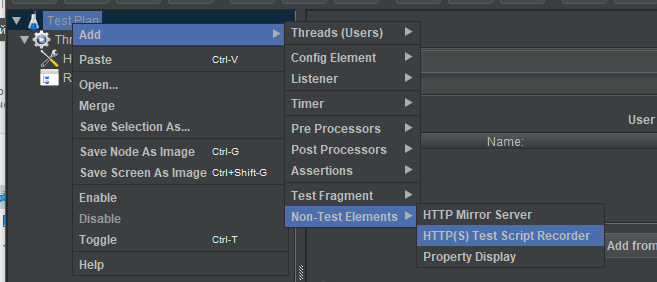 Test Plan
Thr
H
R
Add
Paste Ctrl-V
Open...
Merge
Save Selection As...
Save Node As Image Ctrl-G
Save Screen As Image Ctrl+Shift-G
Enable
Disable
Toggle Ctrl-T
Help
Threads (Users)
Config Element
Listener
Timer
Pre Processors
Post Processors
Assertions
Test Fragment
Non-Test Elements
HTTP Mirror Server
HTTP(S) Test Script Recorder
Property Display
User
Name:
Add from